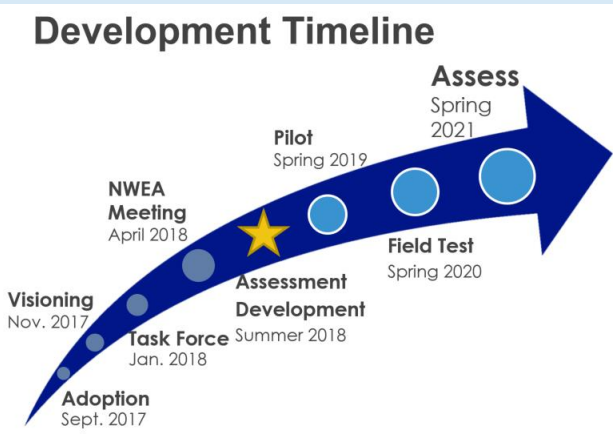 Development Timeline
Assess
Spring
2021
Pilot
Spring 2019
NWEA
Meeting
April 2018
Field Test
Spring 2020
Assessment
Development
Summer 2018
Visioning
Nov. 2017
Task Force
Jan. 2018
Adoption
Sept. 2017